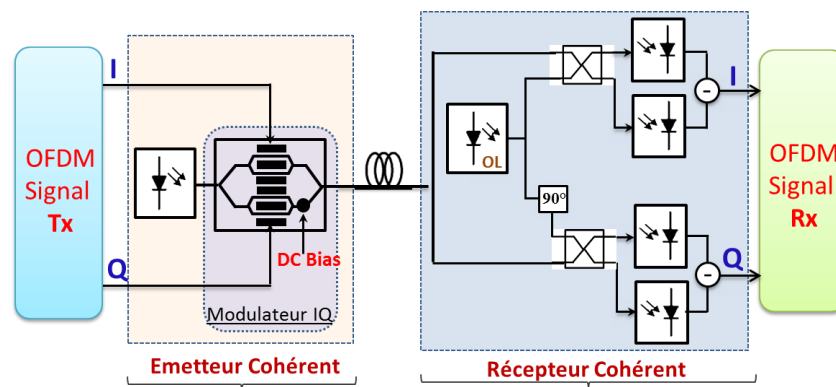 OFDM
Signal
Tx
I
Q
DC Bias
Modulateur IQ
Emetteur Cohérent
OL
90°
-
-
I
Q
Récepteur Cohérent
OFDM
Signal
Rx